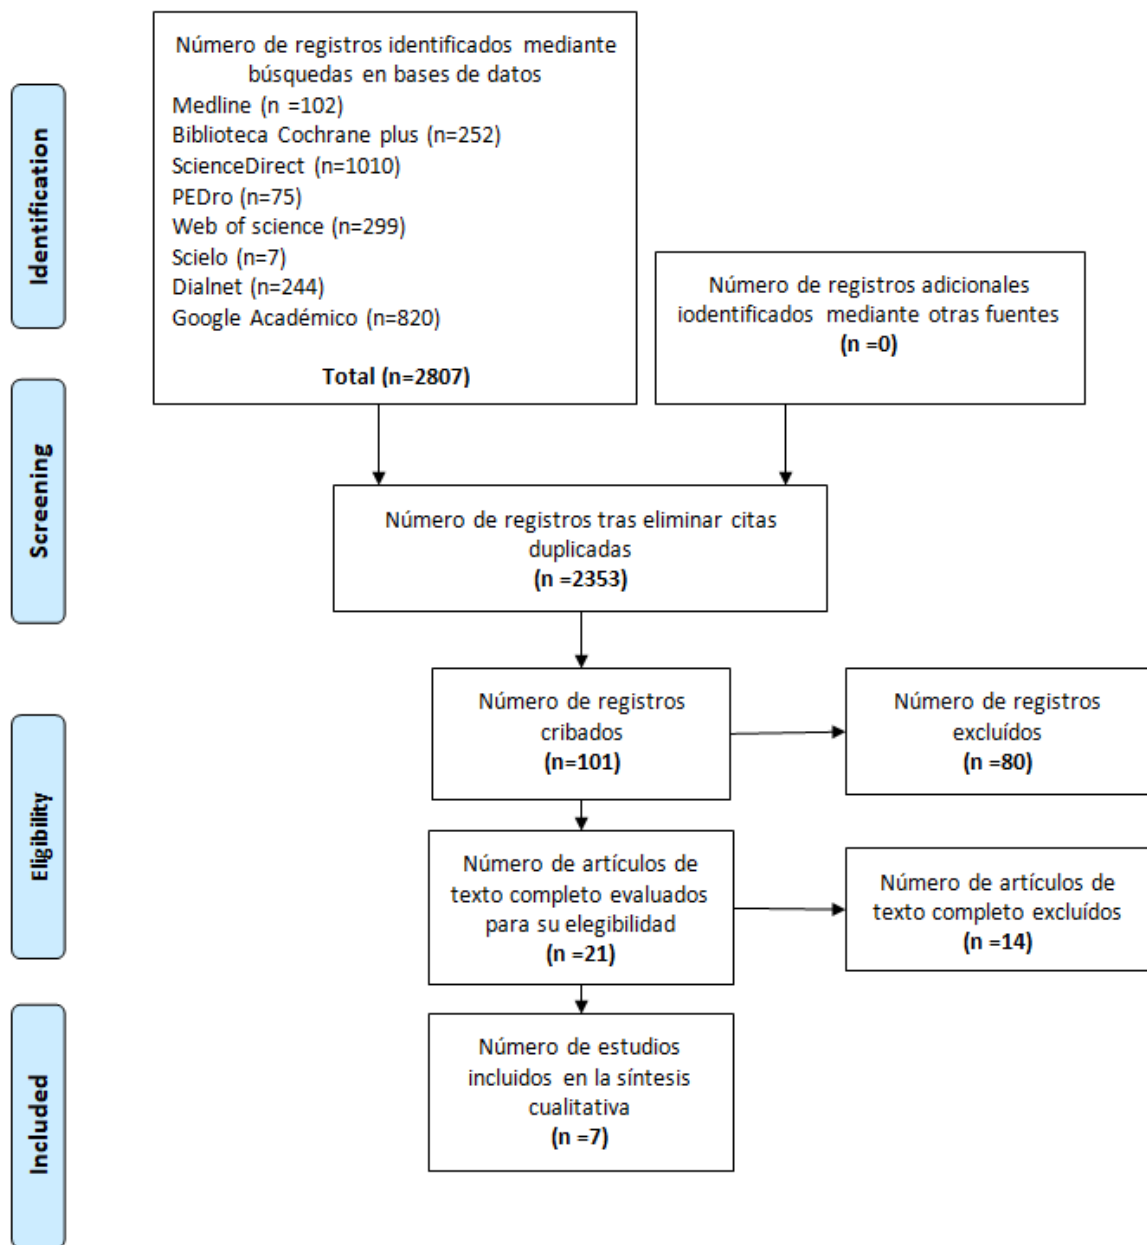 Identification
Número de registros identificados mediante
búsquedas en bases de datos
Medline (n =102)
Biblioteca Cochrane plus (n=252)
ScienceDirect (n=1010)
PEDro (n=75)
Web of science (n=299)
Scielo (n=7)
Dialnet (n=244)
Google Académico (n=820)
Total (n=2807)
Número de registros adicionales
iodentificados mediante otras fuentes
(n =0)
Screening
Número de registros tras eliminar citas
duplicadas
(n =2353)
Eligibility
Número de registros
cribados
(n=101)
Número de registros
excluídos
(n =80)
Número de artículos de
texto completo evaluados
para su elegibilidad
(n =21)
Número de artículos de
texto completo excluídos
(n =14)
Included
Número de estudios
incluidos en la síntesis
cualitativa
(n =7)